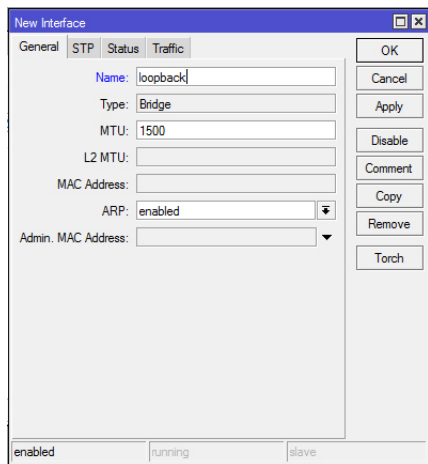 New Interface
General STP Status Traffic
OK
Name: loopback
Cancel
Type: Bridge
Apply
MTU: 1500
Disable
L2 MTU:
Comment
MAC Address:
Copy
ARP: enabled
Remove
Admin. MAC Address:
Torch
enabled running slave